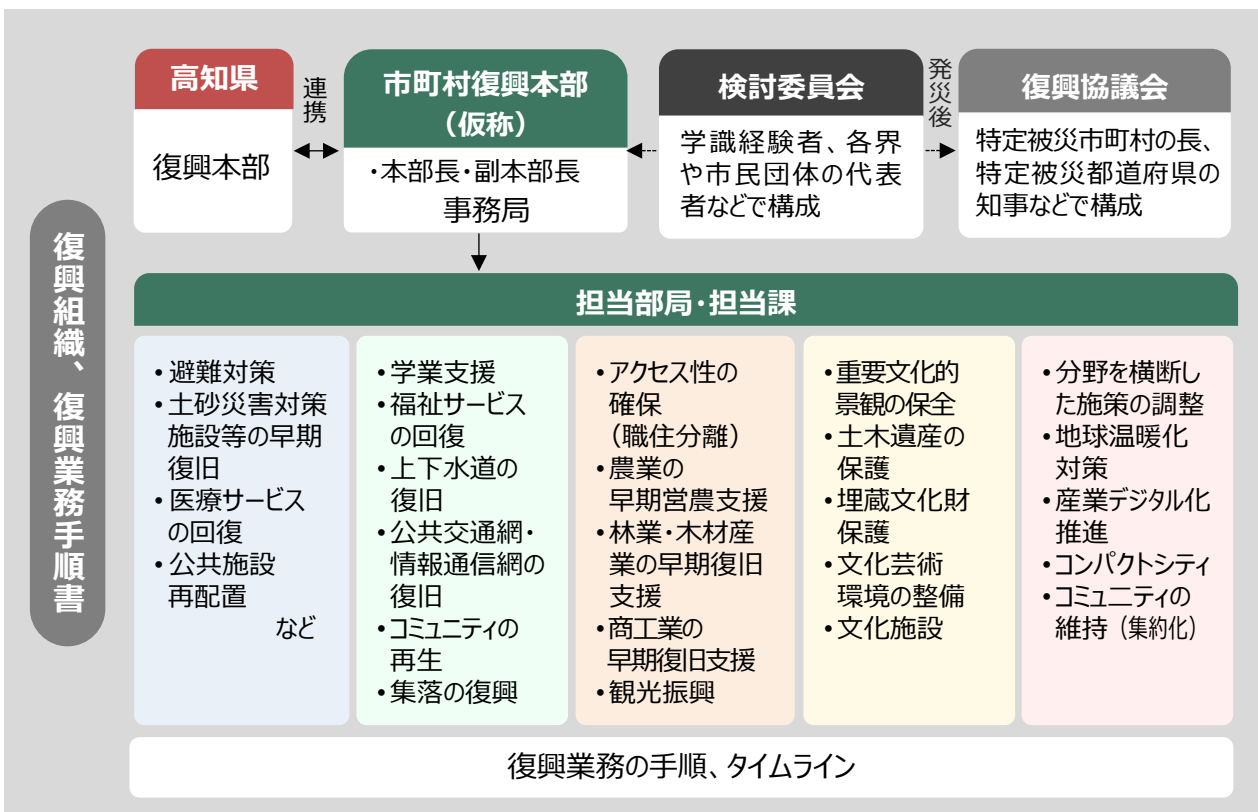 復興組織、復興業務手順書
高知県
復興本部
連携
市町村復興本部
（仮称）
・本部長・副本部長
事務局
検討委員会
学識経験者、各界
や市民団体の代表
者などで構成
発災後
復興協議会
特定被災市町村の長、
特定被災都道府県の
知事などで構成
担当部局・担当課
•避難対策
•土砂災害対策
施設等の早期
復旧
•医療サービス
の回復
•公共施設
再配置
など
•学業支援
•福祉サービス
の回復
•上下水道の
復旧
•公共交通網・
情報通信網の
復旧
•コミュニティの
再生
•集落の復興
•アクセス性の
確保
（職住分離）
•農業の
早期営農支援
•林業・木材産
業の早期復旧
支援
•商工業の
早期復旧支援
•観光振興
•重要文化的
景観の保全
•土木遺産の
保護
•埋蔵文化財
保護
•文化芸術
環境の整備
•文化施設
•分野を横断し
た施策の調整
•地球温暖化
対策
•産業デジタル化
推進
•コンパクトシティ
•コミュニティの
維持（集約化）
復興業務の手順、タイムライン